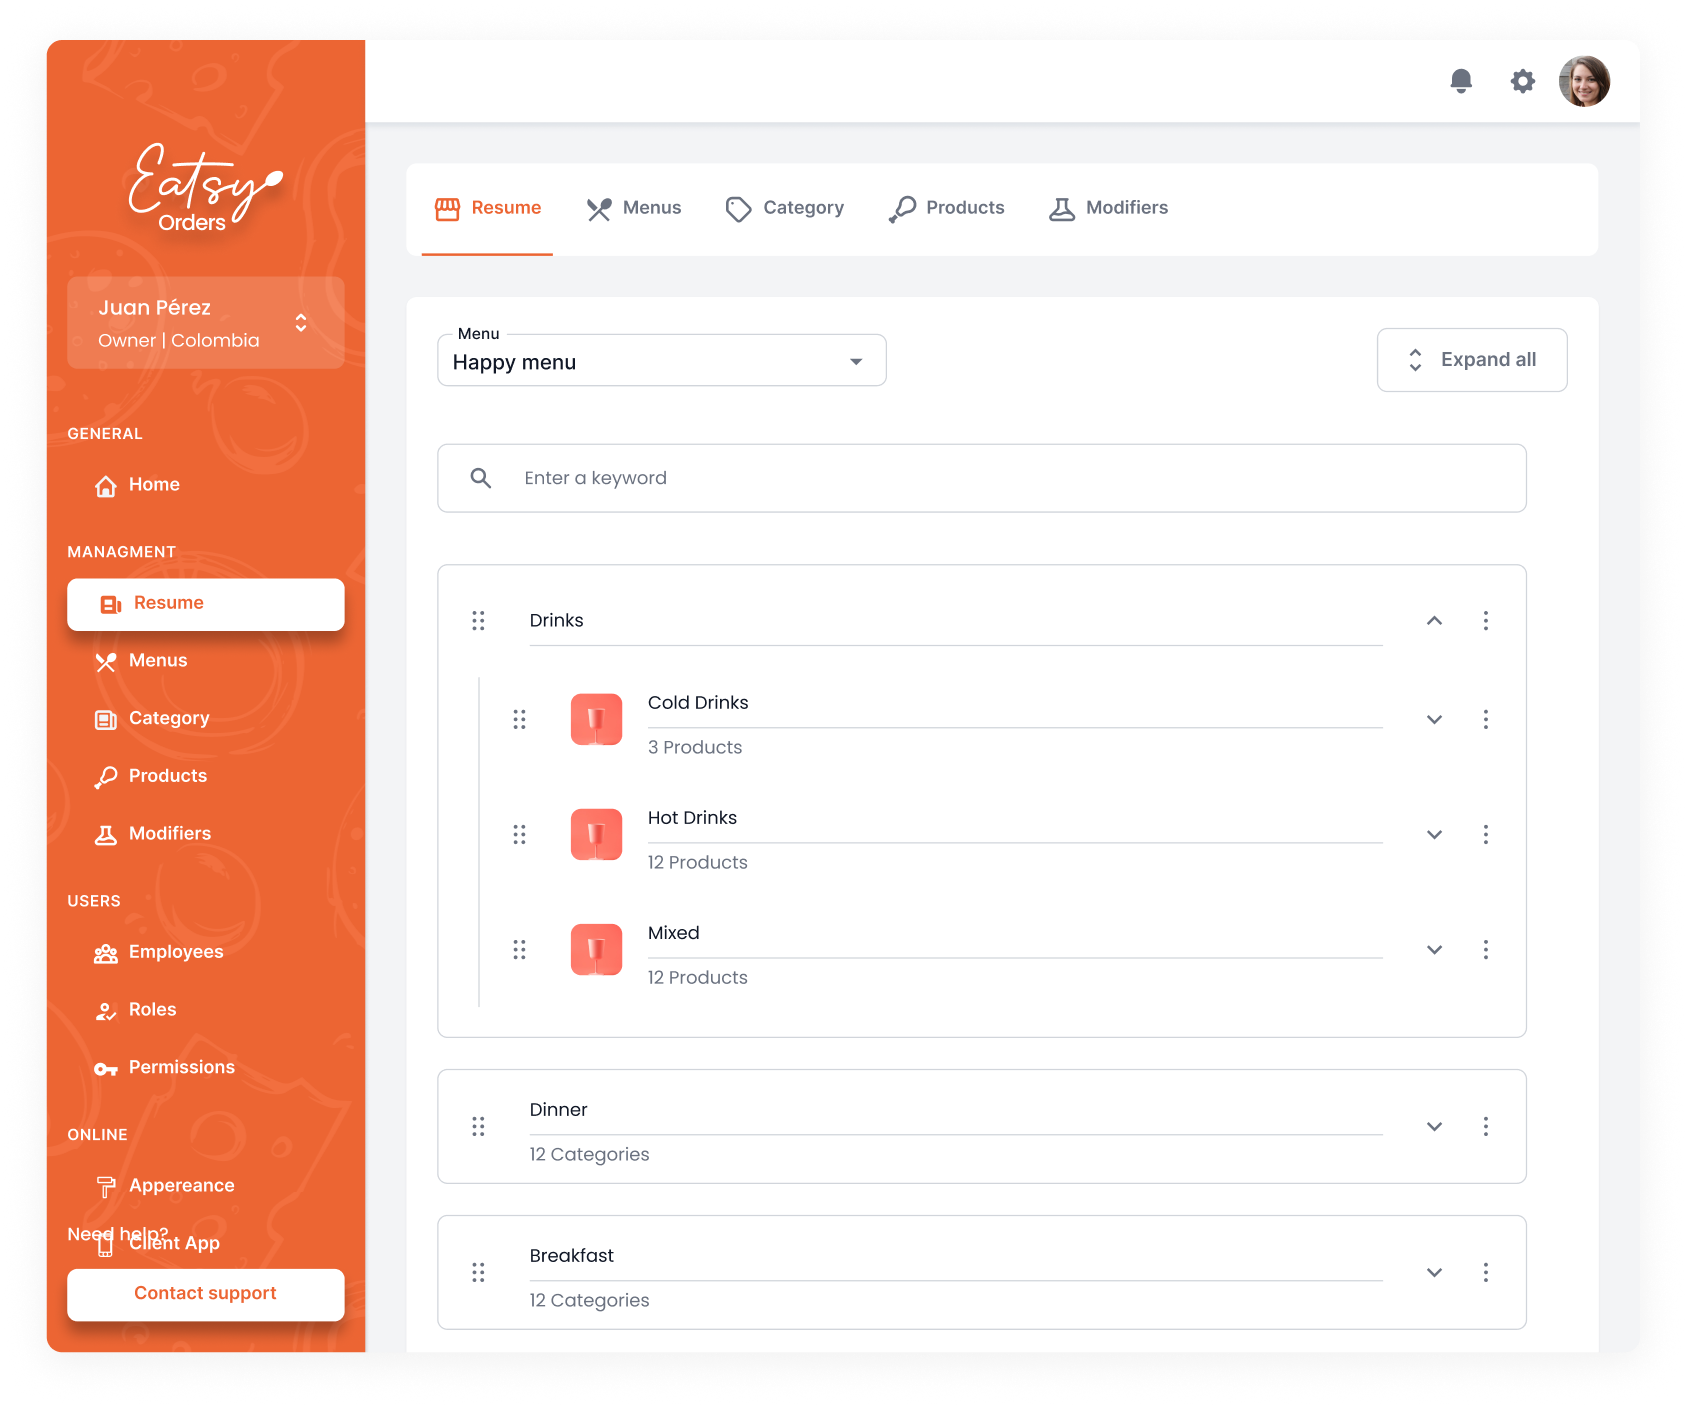 Eatsy
Orders
Juan Pérez
Owner | Colombia
GENERAL
Home
MANAGMENT
Resume
Menus
Category
Products
Modifiers
USERS
Employees
Roles
Permissions
ONLINE
Appereance
Need help?
Client App
Contact support
Resume
Menus
Category
Products
Modifiers
Menu
Happy menu
Expand all
Enter a keyword
Drinks
Cold Drinks
3 Products
Hot Drinks
12 Products
Mixed
12 Products
Dinner
12 Categories
Breakfast
12 Categories